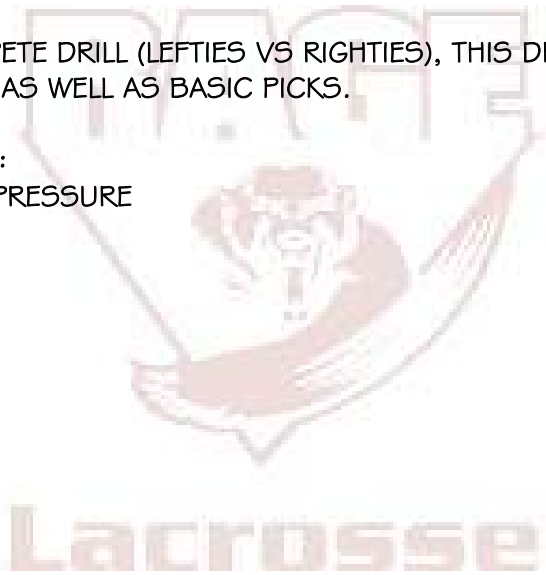 PETE DRILL (LEFTIES VS RIGHTIES), THIS D
AS WELL AS BASIC PICKS.
:
PRESSURE
Lacrosse